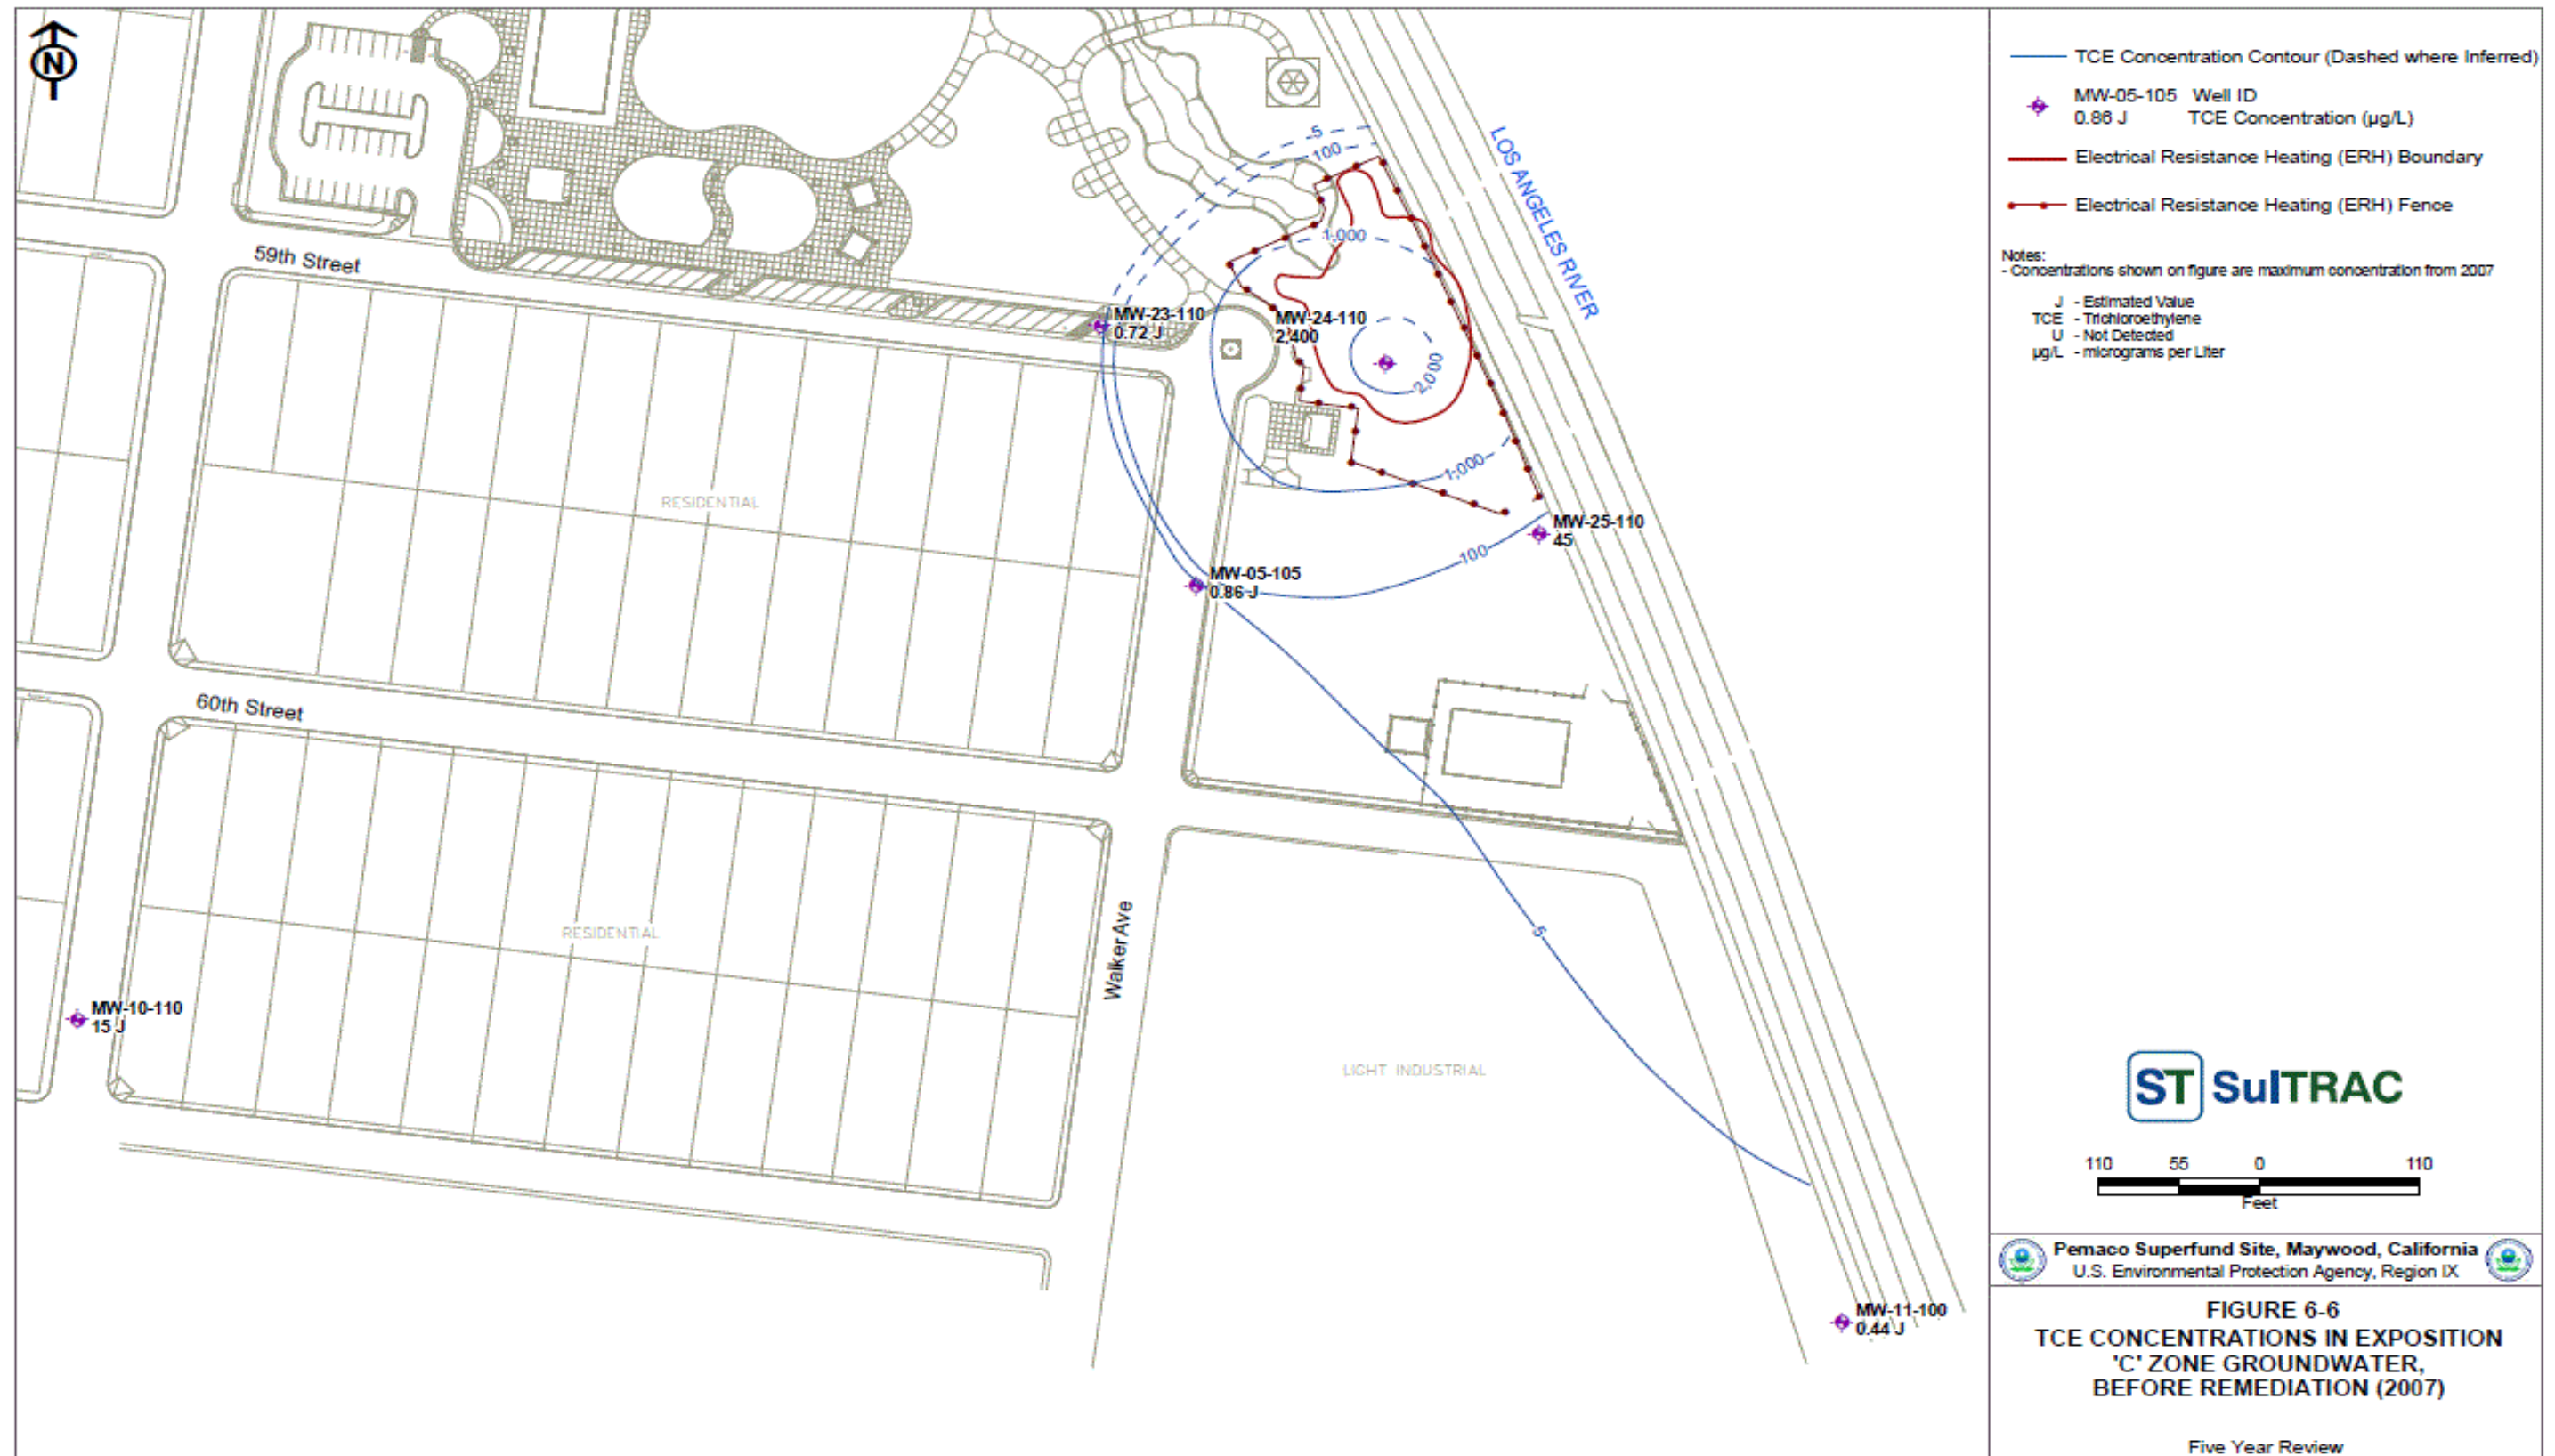 N
59th Street
60th Street
Walker Ave
LOS ANGELES RIVER
RESIDENTIAL
RESIDENTIAL
LIGHT INDUSTRIAL
5
100
1,000
2,000
1,000
100
5
MW-23-110
0.72 J
MW-24-110
2,400
MW-25-110
45
MW-05-105
0.86 J
MW-10-110
15 J
MW-11-100
0.44 J
TCE Concentration Contour (Dashed where Inferred)
MW-05-105 Well ID
0.86 J TCE Concentration (µg/L)
Electrical Resistance Heating (ERH) Boundary
Electrical Resistance Heating (ERH) Fence
Notes:
- Concentrations shown on figure are maximum concentration from 2007
J - Estimated Value
TCE - Trichloroethylene
U - Not Detected
µg/L - micrograms per Liter
ST SulTRAC
110 55 0 110
Feet
Pemaco Superfund Site, Maywood, California
U.S. Environmental Protection Agency, Region IX
FIGURE 6-6
TCE CONCENTRATIONS IN EXPOSITION
'C' ZONE GROUNDWATER,
BEFORE REMEDIATION (2007)
Five Year Review